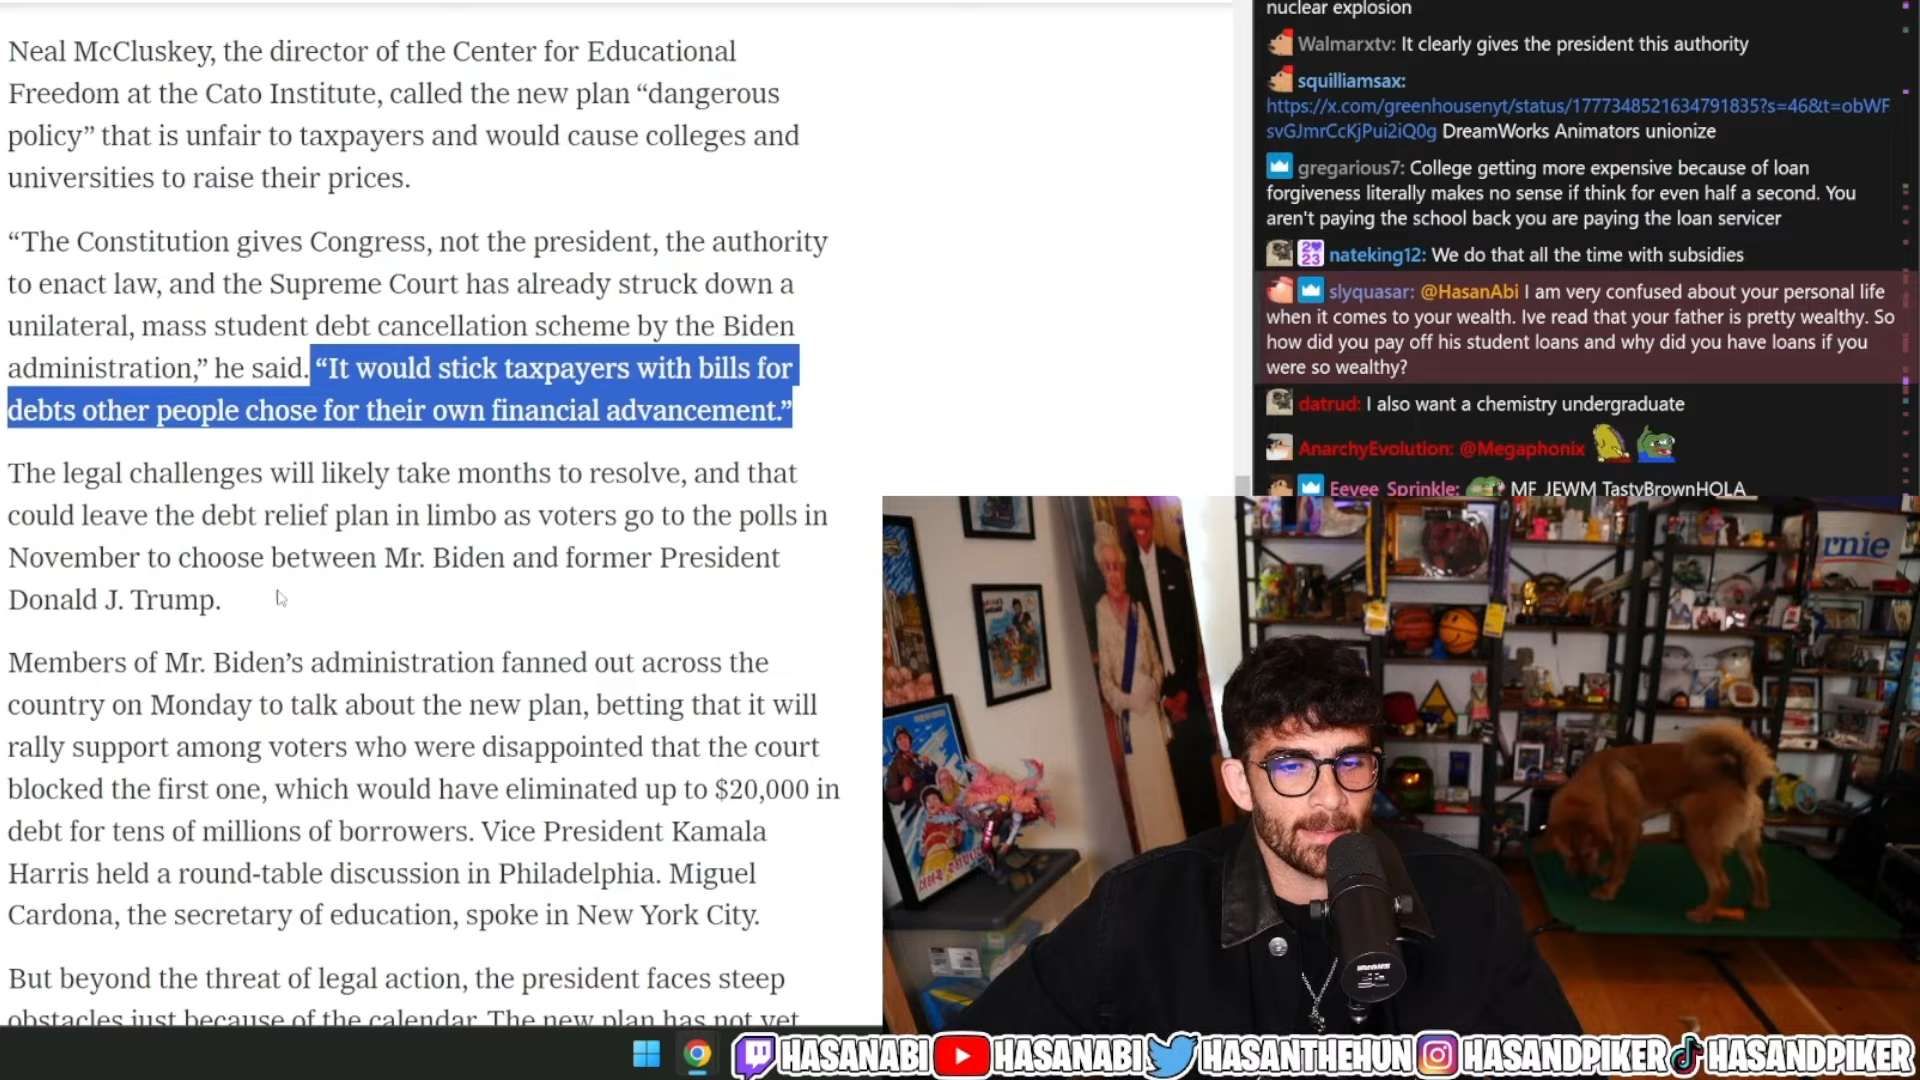 Neal McCluskey, the director of the Center for Educational
Freedom at the Cato Institute, called the new plan “dangerous
policy” that is unfair to taxpayers and would cause colleges and
universities to raise their prices.
“The Constitution gives Congress, not the president, the authority
to enact law, and the Supreme Court has already struck down a
unilateral, mass student debt cancellation scheme by the Biden
administration,” he said. “It would stick taxpayers with bills for
debts other people chose for their own financial advancement.”
The legal challenges will likely take months to resolve, and that
could leave the debt relief plan in limbo as voters go to the polls in
November to choose between Mr. Biden and former President
Donald J. Trump.
Members of Mr. Biden’s administration fanned out across the
country on Monday to talk about the new plan, betting that it will
rally support among voters who were disappointed that the court
blocked the first one, which would have eliminated up to $20,000 in
debt for tens of millions of borrowers. Vice President Kamala
Harris held a round-table discussion in Philadelphia. Miguel
Cardona, the secretary of education, spoke in New York City.
But beyond the threat of legal action, the president faces steep
obstacles just because of the calendar. The new plan has not yet
nuclear explosion
Walmarxtv: It clearly gives the president this authority
squilliamsax:
https://x.com/greenhousenyt/status/1777348521634791835?s=46&t=obWF
svGJmrCcKjPui2iQ0g DreamWorks Animators unionize
gregarious7: College getting more expensive because of loan
forgiveness literally makes no sense if think for even half a second. You
aren't paying the school back you are paying the loan servicer
nateking12: We do that all the time with subsidies
slyquasar: @HasanAbi I am very confused about your personal life
when it comes to your wealth. Ive read that your father is pretty wealthy. So
how did you pay off his student loans and why did you have loans if you
were so wealthy?
datrud: I also want a chemistry undergraduate
AnarchyEvolution: @Megaphonix
Eevee_Sprinkle: MF JEWM TastyBrownHOLA
rnie
HASANABI HASANABI HASANTHEHUN HASANDPIKER HASANDPIKER